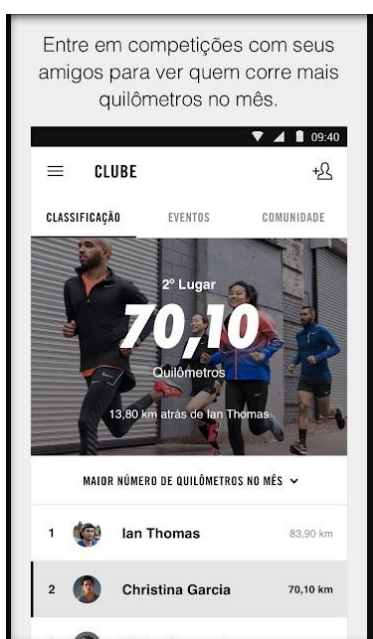 Entre em competições com seus
amigos para ver quem corre mais
quilômetros no mês.
09:40
CLUBE
CLASSIFICAÇÃO EVENTOS COMUNIDADE
2º Lugar
70,10
Quilômetros
13,80 km atrás de Ian Thomas
MAIOR NÚMERO DE QUILÔMETROS NO MÊS
1 Ian Thomas 83,90 km
2 Christina Garcia 70,10 km